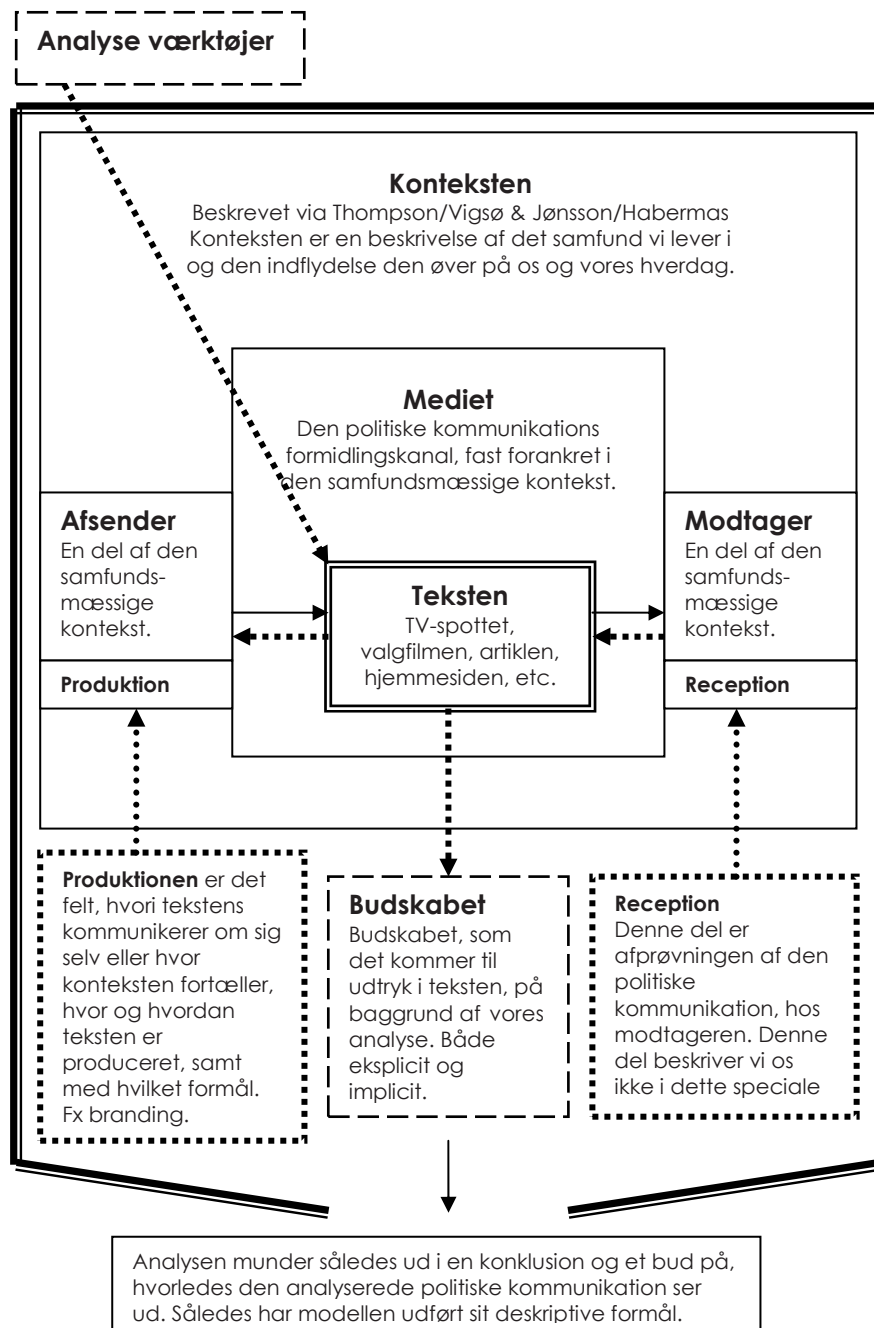 Analyse værktøjer
Konteksten
Beskrevet via Thompson/Vigsø & Jønsson/Habermas
Konteksten er en beskrivelse af det samfund vi lever i
og den indflydelse den øver på os og vores hverdag.
Mediet
Den politiske kommunikations
formidlingskanal, fast forankret i
den samfundsmæssige kontekst.
Afsender
En del af den
samfunds-
mæssige
kontekst.
Produktion
Teksten
TV-spottet,
valgfilmen, artiklen,
hjemmesiden, etc.
Modtager
En del af den
samfunds-
mæssige
kontekst.
Reception
Produktionen er det
felt, hvori tekstens
kommunikerer om sig
selv eller hvor
konteksten fortæller,
hvor og hvordan
teksten er
produceret, samt
med hvilket formål.
Fx branding.
Budskabet
Budskabet, som
det kommer til
udtryk i teksten, på
baggrund af vores
analyse. Både
eksplicit og
implicit.
Reception
Denne del er
afprøvningen af den
politiske
kommunikation, hos
modtageren. Denne
del beskriver vi os
ikke i dette speciale
Analysen munder således ud i en konklusion og et bud på,
hvorledes den analyserede politiske kommunikation ser
ud. Således har modellen udført sit deskriptive formål.